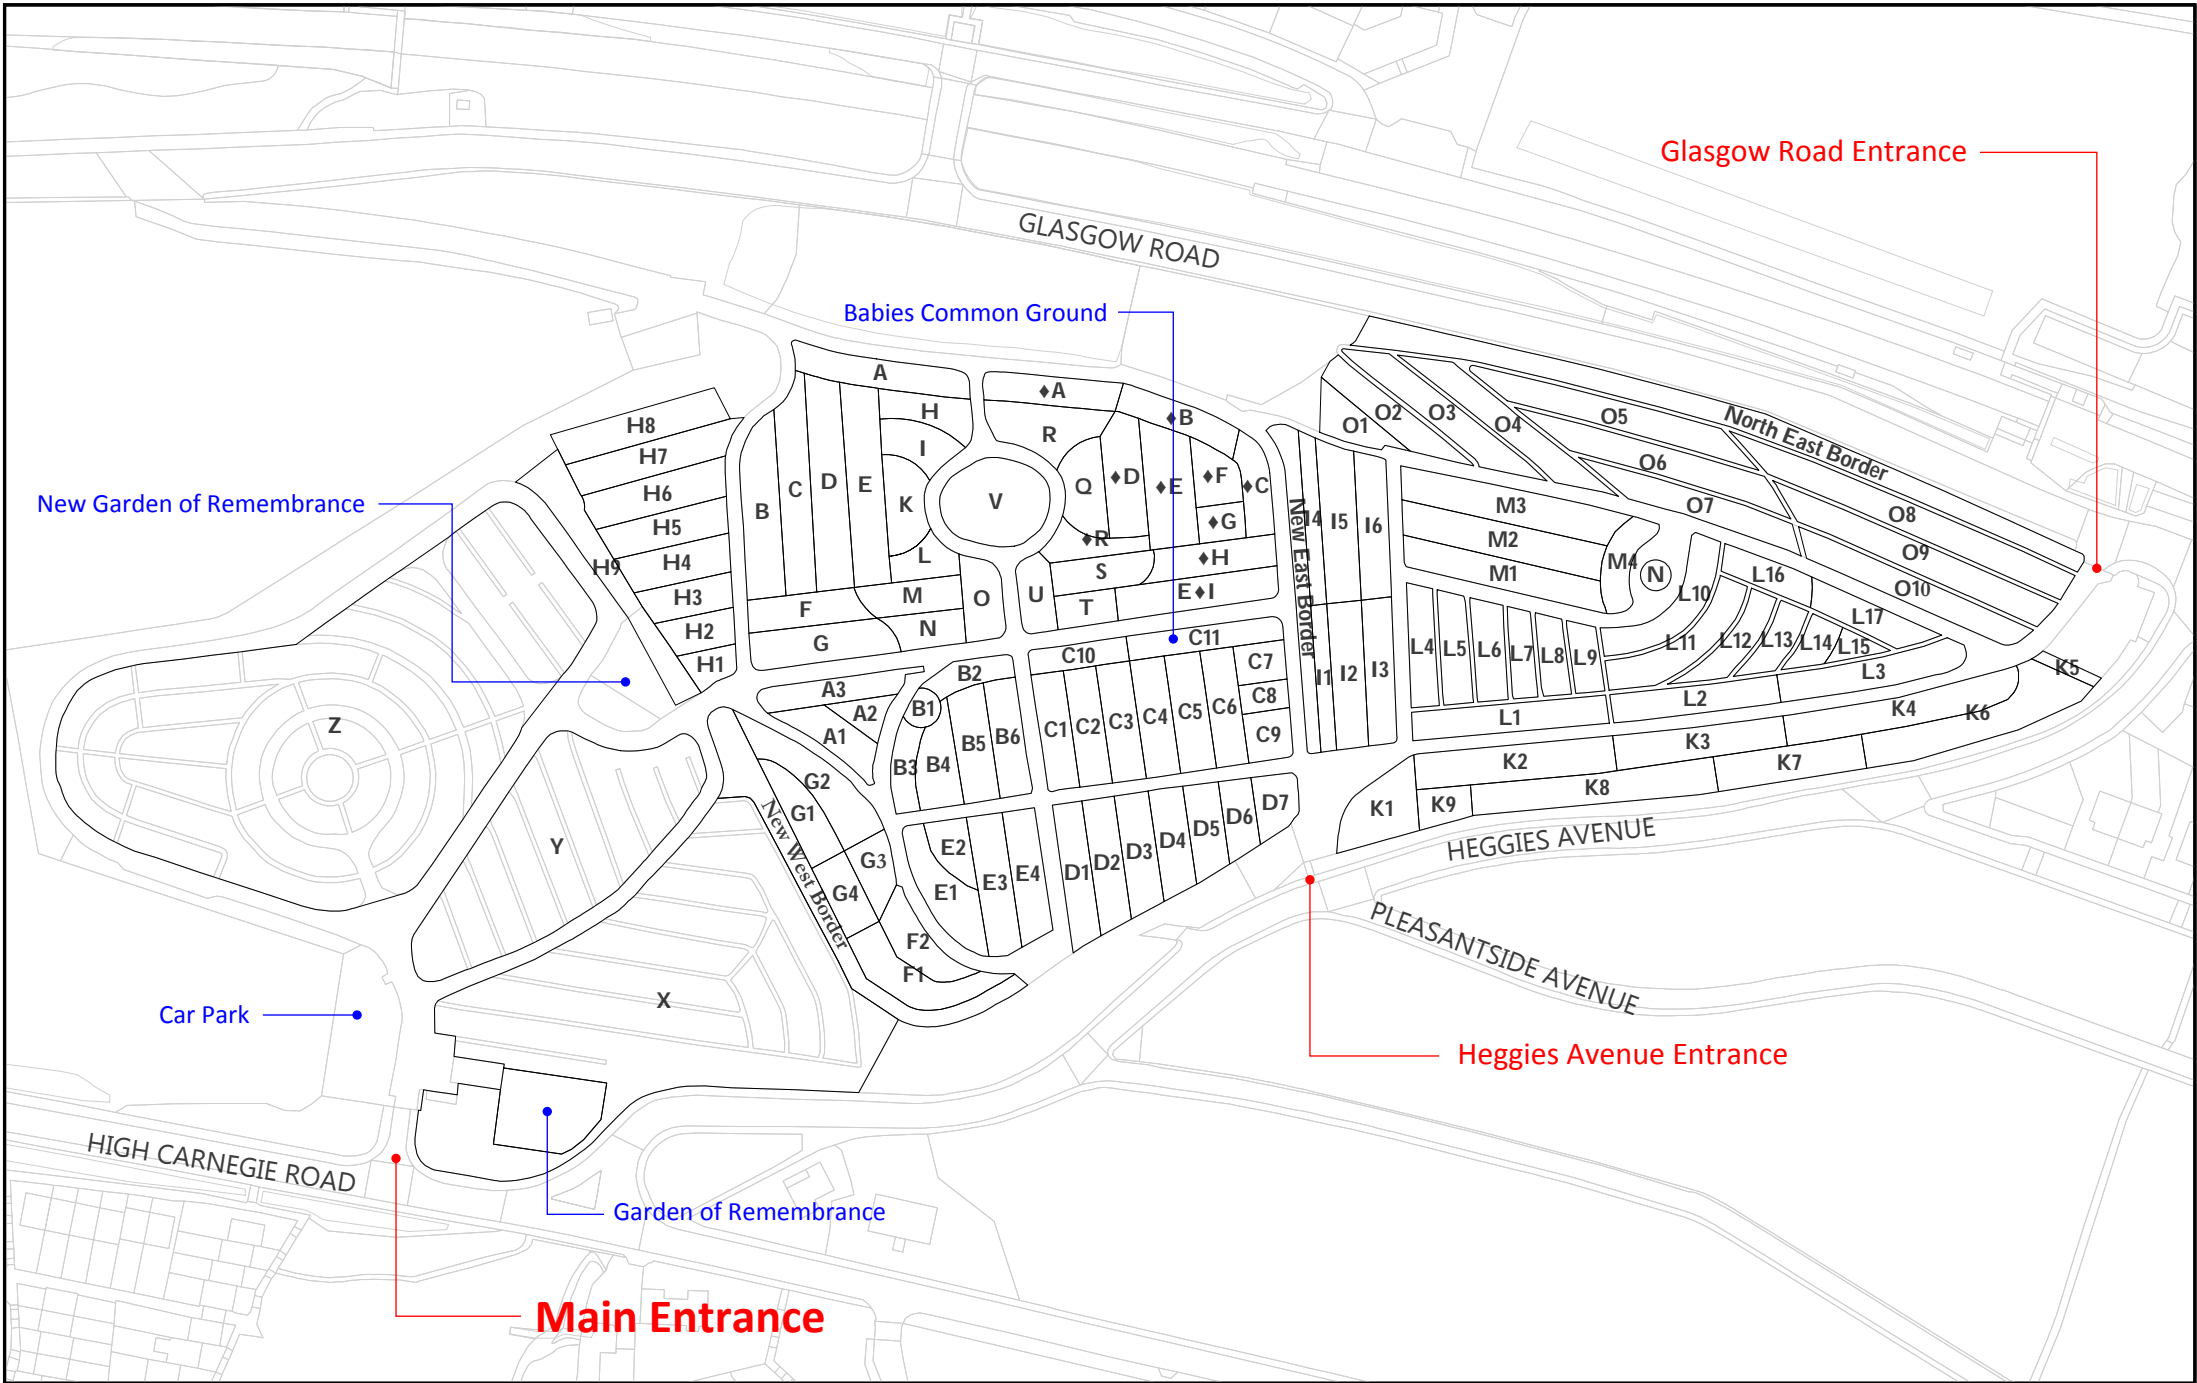 Glasgow Road Entrance
GLASGOW ROAD
Babies Common Ground
New Garden of Remembrance
A
♦A
H
♦B
R
I
H8
H7
H6
H5
H4
H9
H3
H2
H1
B
C
D
E
K
V
Q
♦D
♦E
♦F
♦C
♦G
♦R
L
♦H
S
E♦I
T
U
O
M
F
N
G
New East Border
I4
I5
I6
I1
I2
I3
O1
O2
O3
O4
O5
North East Border
O6
O7
O8
O9
O10
M3
M2
M1
M4
N
L10
L16
L17
L11
L12
L13
L14
L15
L4
L5
L6
L7
L8
L9
L3
L2
L1
K5
K4
K6
K3
K2
K7
K8
K1
K9
C11
C10
C7
C8
C9
C1
C2
C3
C4
C5
C6
B2
B1
B3
B4
B5
B6
A3
A2
A1
Z
Y
X
G2
G1
G3
G4
New West Border
F2
F1
E2
E1
E3
E4
D1
D2
D3
D4
D5
D6
D7
HEGGIES AVENUE
PLEASANTSIDE AVENUE
Heggies Avenue Entrance
Car Park
HIGH CARNEGIE ROAD
Garden of Remembrance
Main Entrance